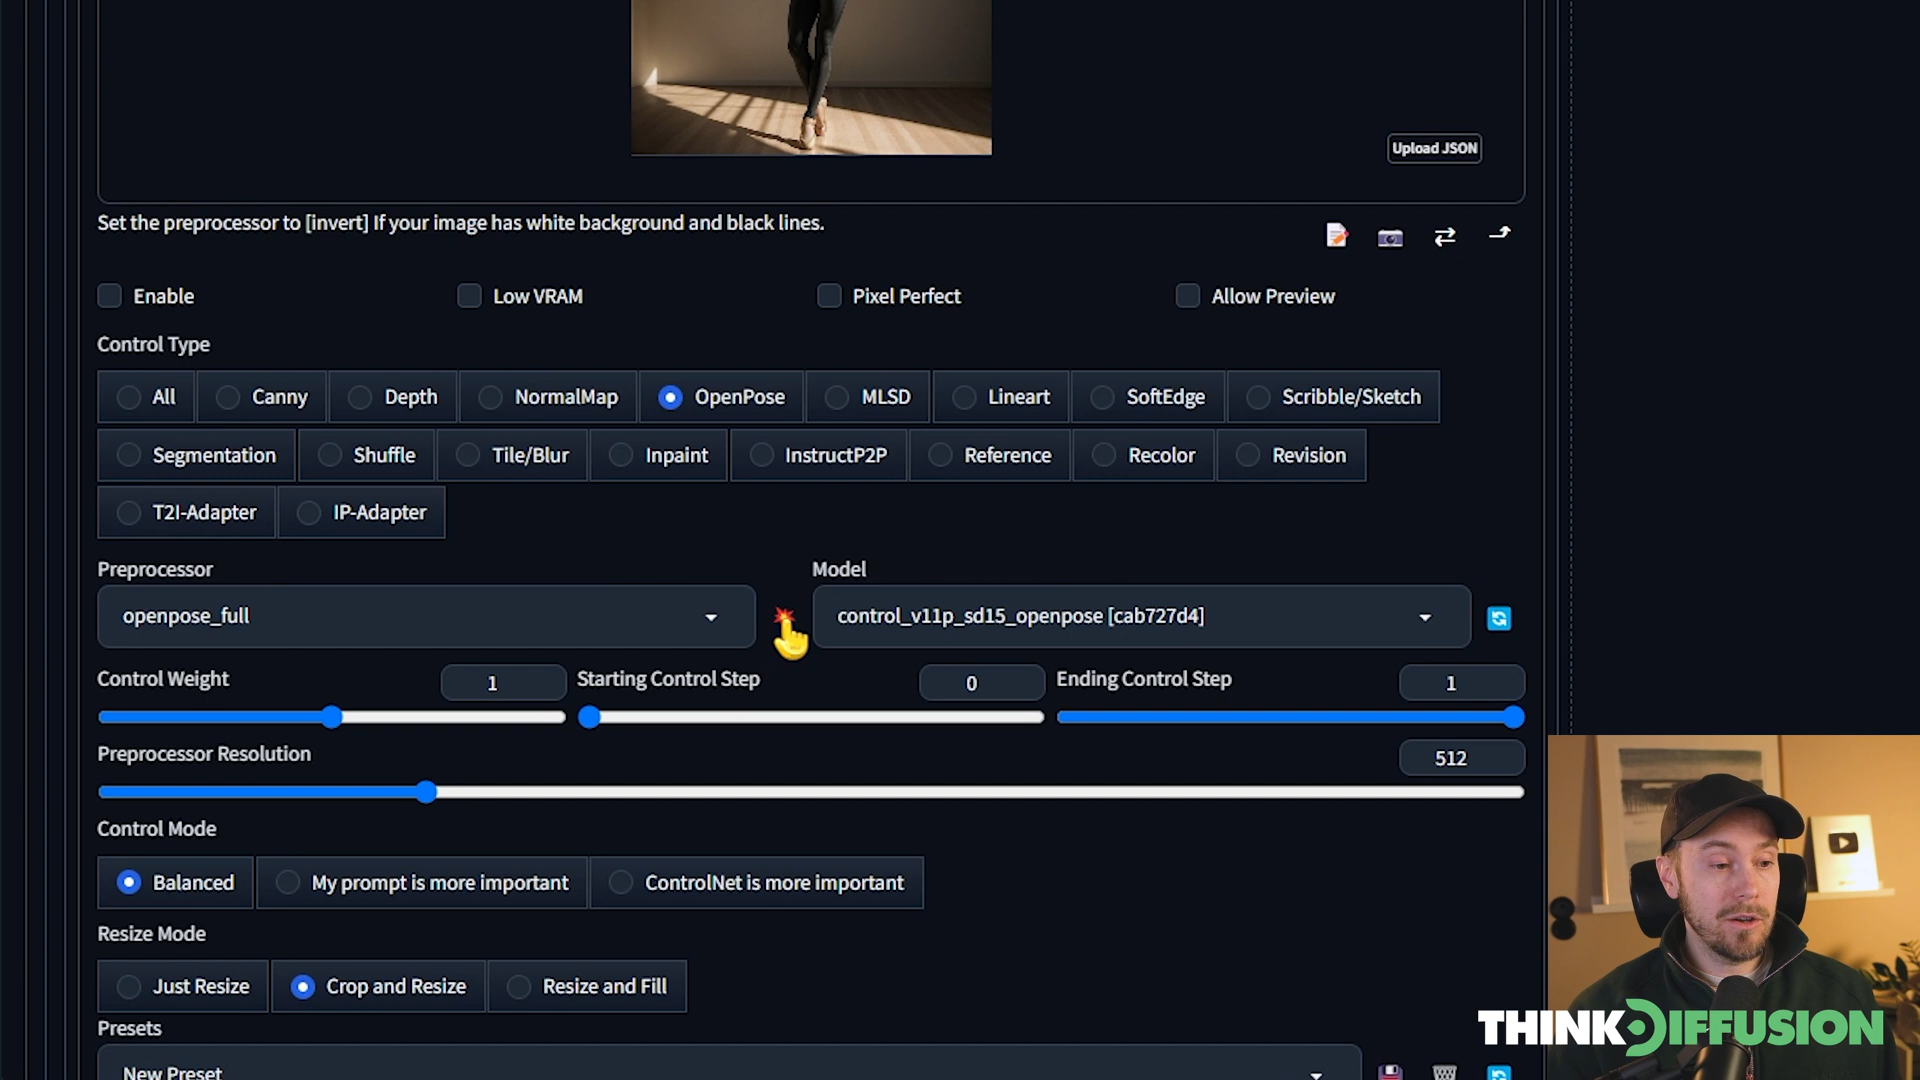 Upload JSON
Set the preprocessor to [invert] If your image has white background and black lines.
Enable Low VRAM Pixel Perfect Allow Preview
Control Type
All Canny Depth NormalMap OpenPose MLSD Lineart SoftEdge Scribble/Sketch
Segmentation Shuffle Tile/Blur Inpaint InstructP2P Reference Recolor Revision
T2I-Adapter IP-Adapter
Preprocessor Model
openpose_full control_v11p_sd15_openpose [cab727d4]
Control Weight 1 Starting Control Step 0 Ending Control Step 1
Preprocessor Resolution 512
Control Mode
Balanced My prompt is more important ControlNet is more important
Resize Mode
Just Resize Crop and Resize Resize and Fill
Presets
New Preset
THINKDIFFUSION